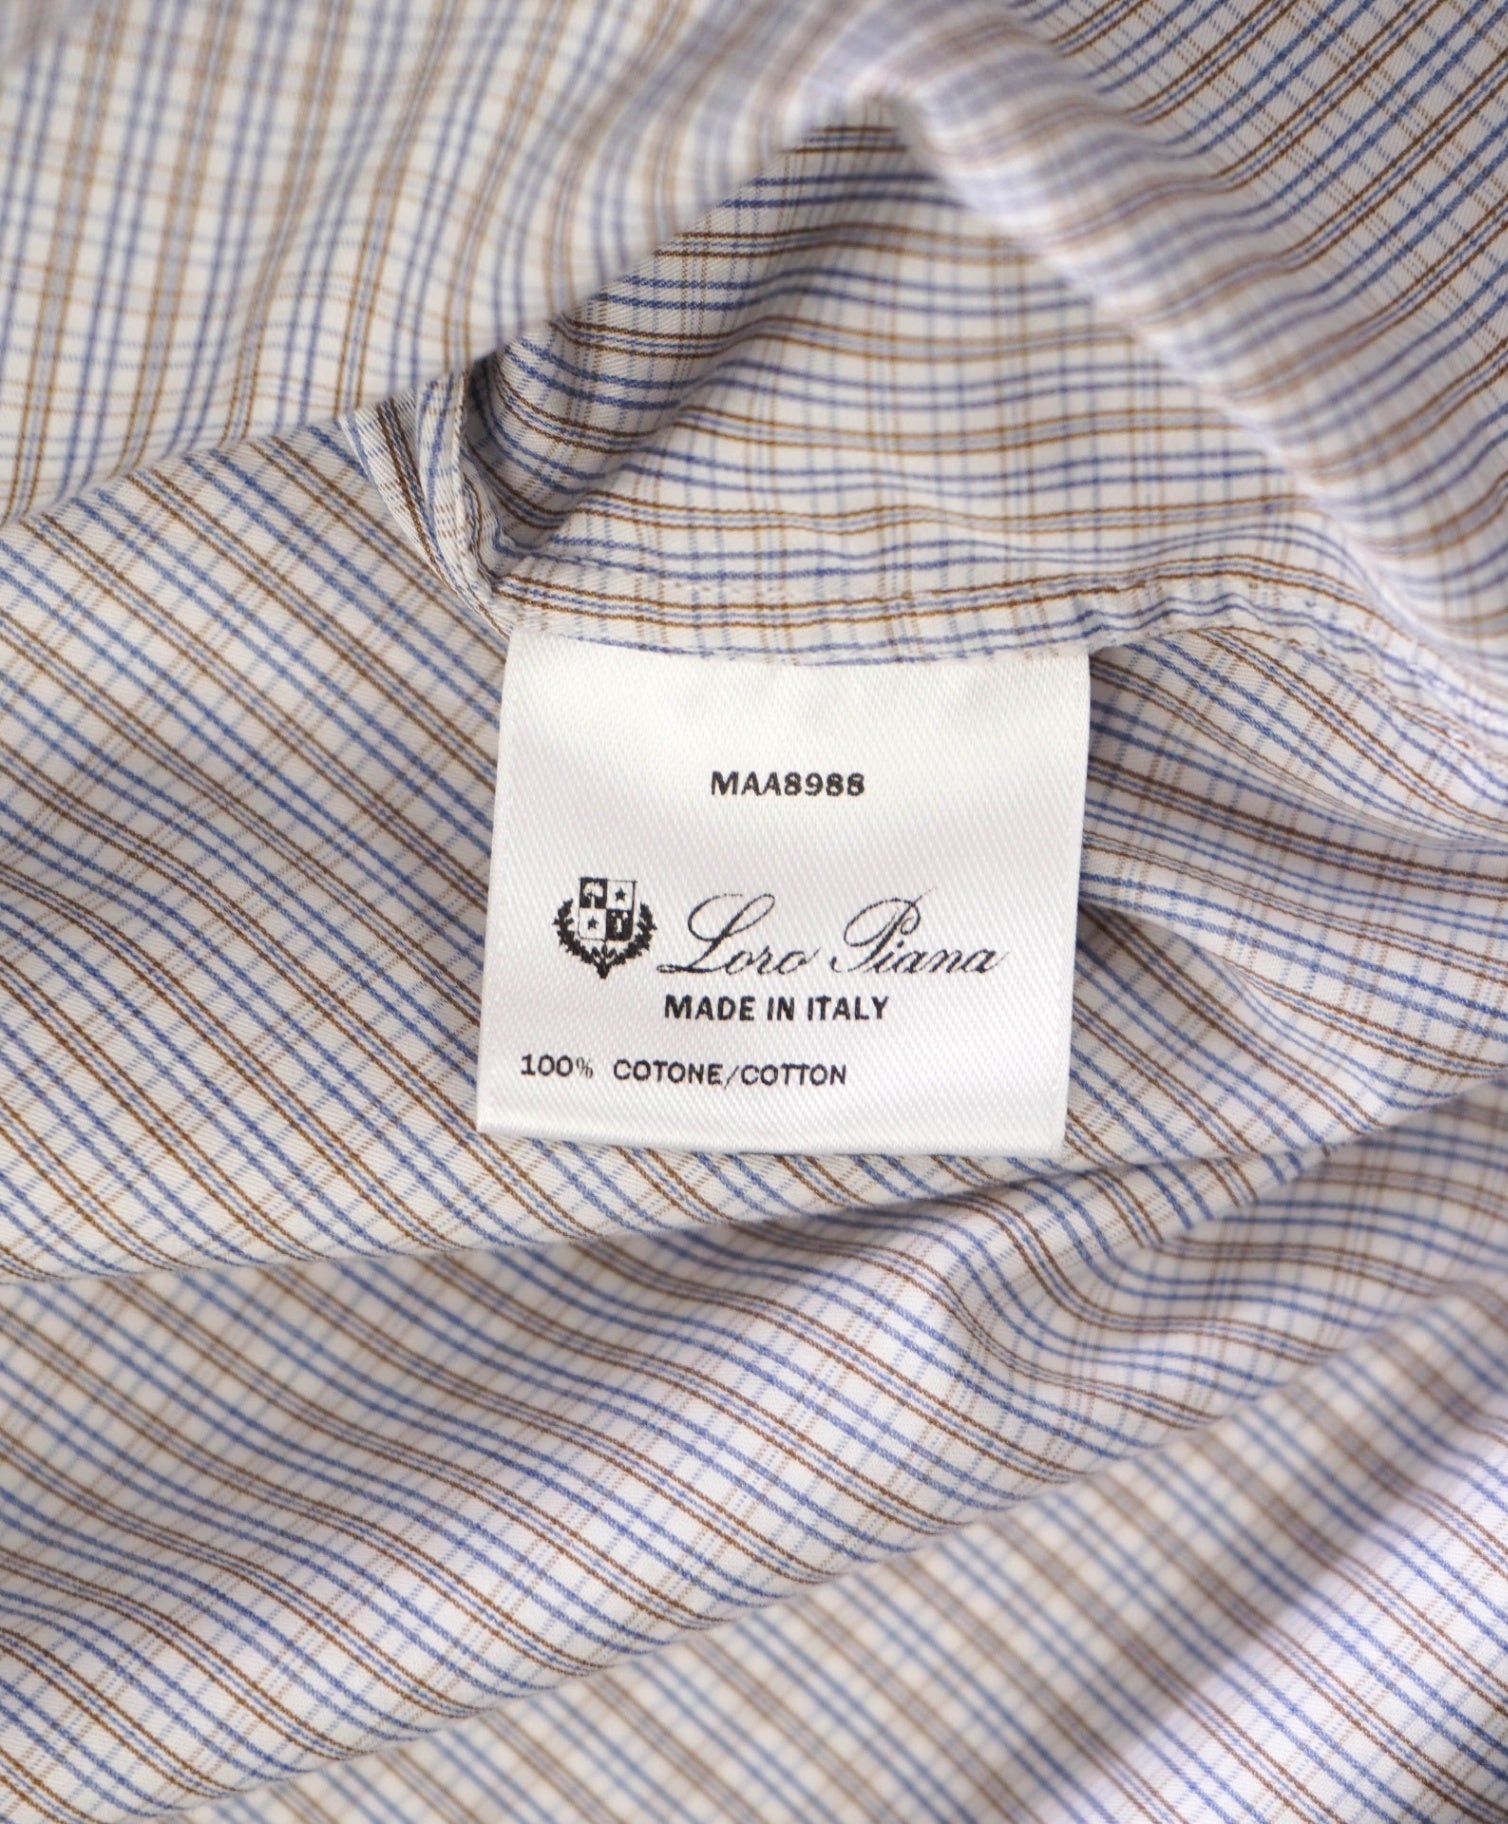 MAA8988
Loro Piana
MADE IN ITALY
100% COTONE/COTTON